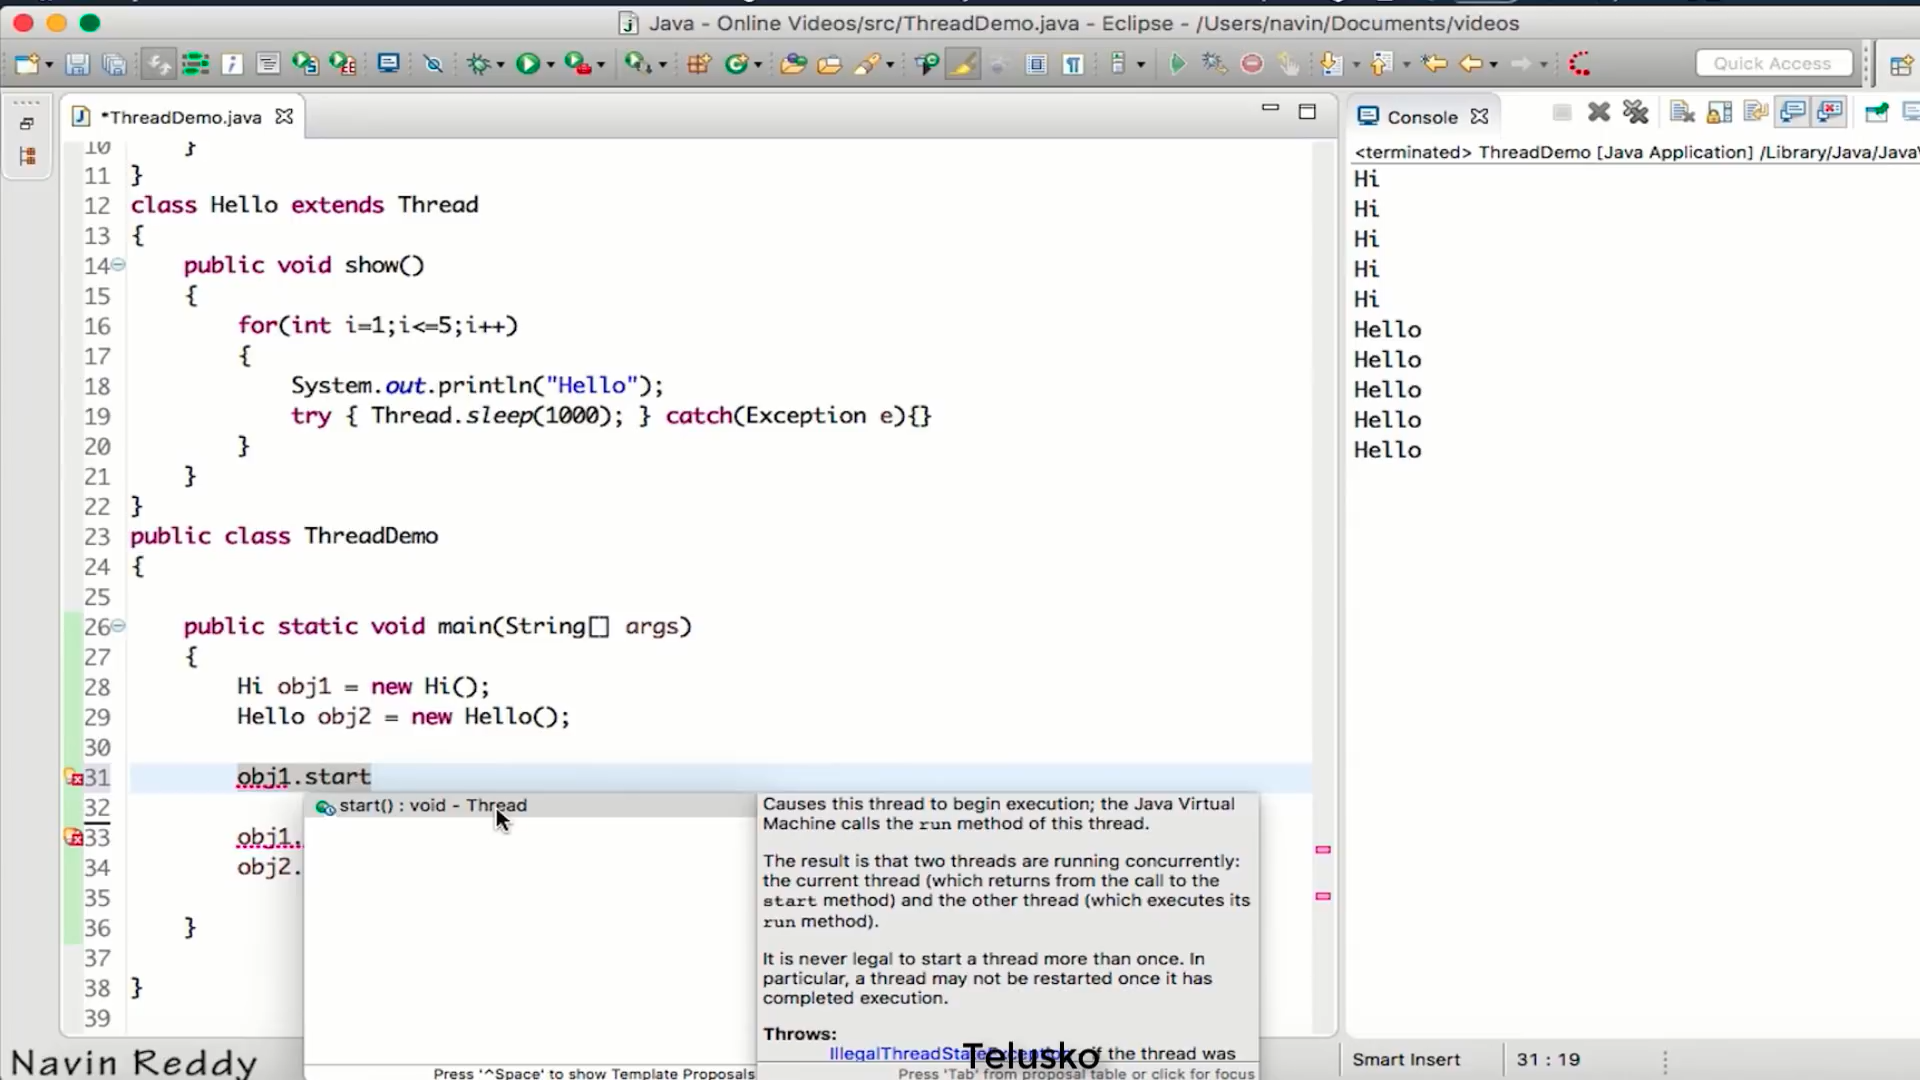 Java - Online Videos/src/ThreadDemo.java - Eclipse - /Users/navin/Documents/videos
Quick Access
*ThreadDemo.java
10 }
11 }
12 class Hello extends Thread
13 {
14 public void show()
15 {
16 for(int i=1;i<=5;i++)
17 {
18 System.out.println("Hello");
19 try { Thread.sleep(1000); } catch(Exception e){}
20 }
21 }
22 }
23 public class ThreadDemo
24 {
25
26 public static void main(String[] args)
27 {
28 Hi obj1 = new Hi();
29 Hello obj2 = new Hello();
30
31 obj1.start
32
33 obj1.
34 obj2.
35
36 }
37
38 }
39
start() : void - Thread
Press '^Space' to show Template Proposals
Causes this thread to begin execution; the Java Virtual
Machine calls the run method of this thread.
The result is that two threads are running concurrently:
the current thread (which returns from the call to the
start method) and the other thread (which executes its
run method).
It is never legal to start a thread more than once. In
particular, a thread may not be restarted once it has
completed execution.
Throws:
IllegalThreadStateException - if the thread was
Press 'Tab' from proposal table or click for focus
Console
<terminated> ThreadDemo [Java Application] /Library/Java/Java
Hi
Hi
Hi
Hi
Hi
Hello
Hello
Hello
Hello
Hello
Navin Reddy
Telusko
Smart Insert
31 : 19